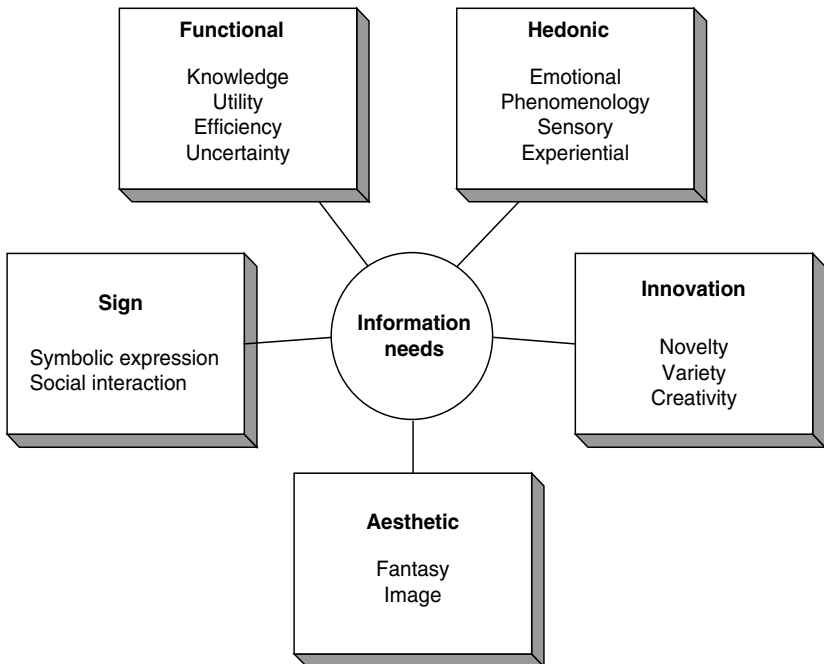 Functional
Knowledge
Utility
Efficiency
Uncertainty
Hedonic
Emotional
Phenomenology
Sensory
Experiential
Sign
Symbolic expression
Social interaction
Information
needs
Innovation
Novelty
Variety
Creativity
Aesthetic
Fantasy
Image